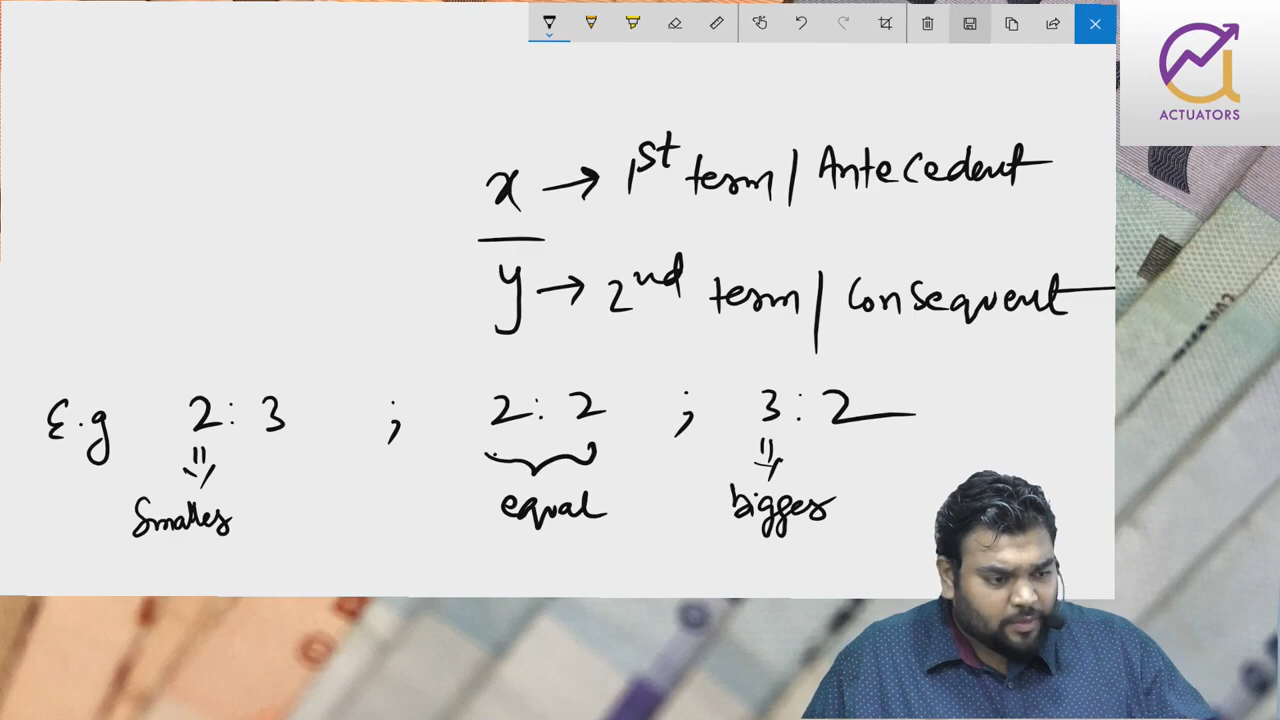 ACTUATORS
x → 1st term / Antecedent
y → 2nd term / Consequent
E.g 2 : 3 ; 2 : 2 ; 3 : 2
Smaller equal bigger